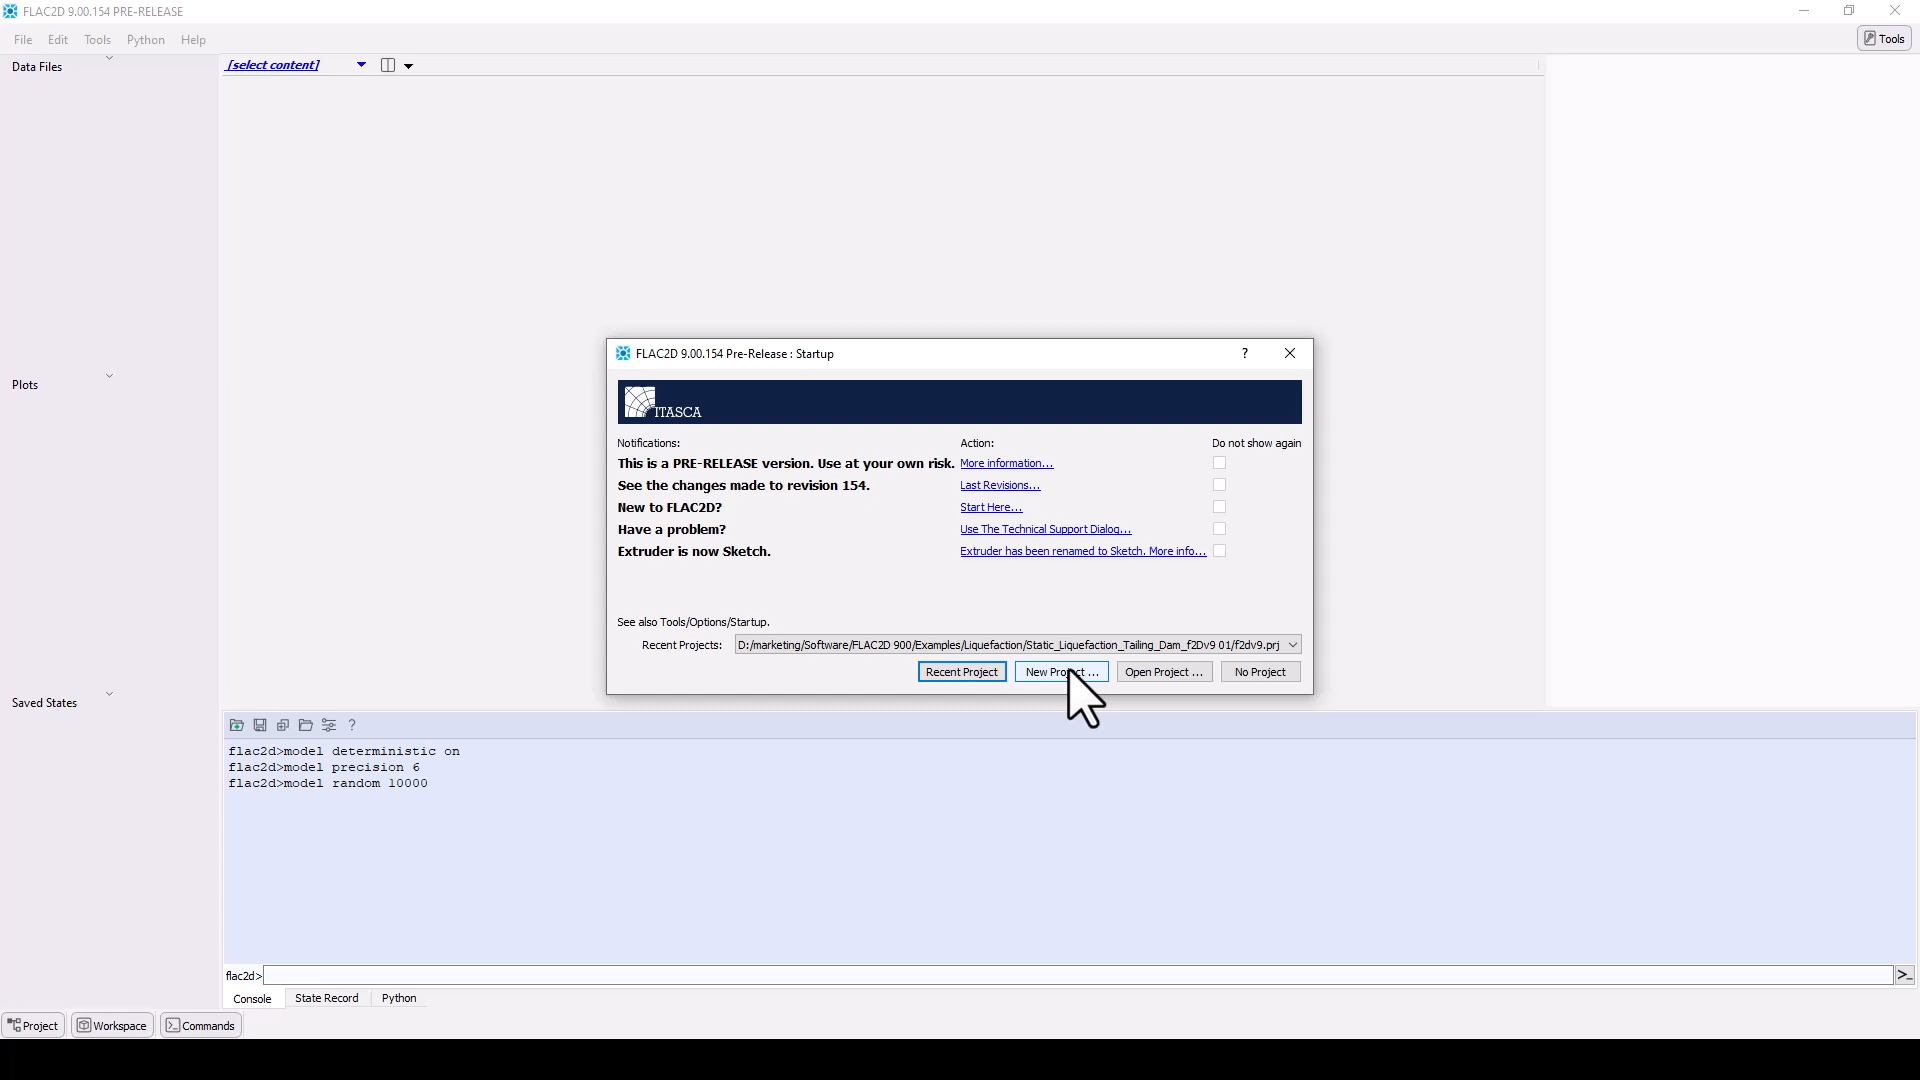 FLAC2D 9.00.154 PRE-RELEASE
File Edit Tools Python Help
Tools
Data Files
[select content]
FLAC2D 9.00.154 Pre-Release : Startup
?
ITASCA
Notifications: Action: Do not show again
This is a PRE-RELEASE version. Use at your own risk. More information...
See the changes made to revision 154. Last Revisions...
New to FLAC2D? Start Here...
Have a problem? Use The Technical Support Dialog...
Extruder is now Sketch. Extruder has been renamed to Sketch. More info...
Plots
See also Tools/Options/Startup.
Recent Projects: D:/marketing/Software/FLAC2D 900/Examples/Liquefaction/Static_Liquefaction_Tailing_Dam_f2Dv9 01/f2dv9.prj
Recent Project New Project ... Open Project ... No Project
Saved States
?
flac2d>model deterministic on
flac2d>model precision 6
flac2d>model random 10000
flac2d>
Console State Record Python
Project Workspace Commands